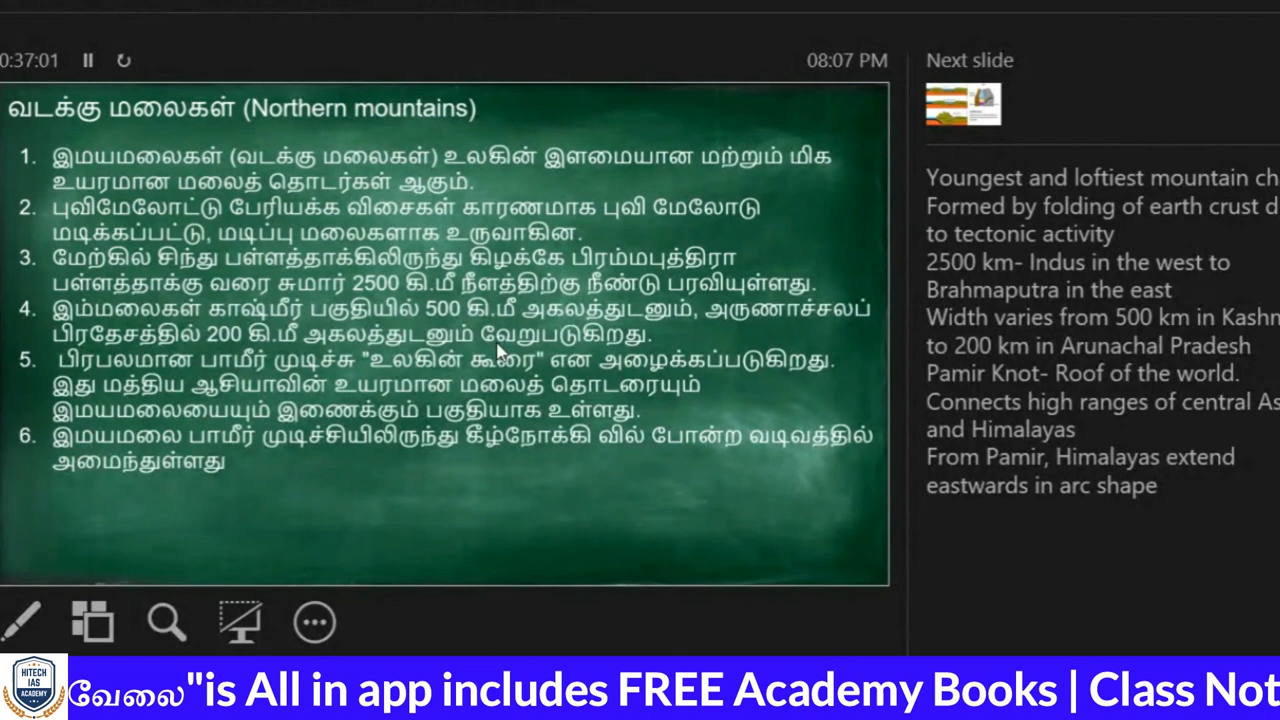 0:37:01
08:07 PM
Next slide
வடக்கு மலைகள் (Northern mountains)
1. இமயமலைகள் (வடக்கு மலைகள்) உலகின் இளமையான மற்றும் மிக
உயரமான மலைத் தொடர்கள் ஆகும்.
2. புவிமேலோட்டு பேரியக்க விசைகள் காரணமாக புவி மேலோடு
மடிக்கப்பட்டு, மடிப்பு மலைகளாக உருவாகின.
3. மேற்கில் சிந்து பள்ளத்தாக்கிலிருந்து கிழக்கே பிரம்மபுத்திரா
பள்ளத்தாக்கு வரை சுமார் 2500 கி.மீ நீளத்திற்கு நீண்டு பரவியுள்ளது.
4. இம்மலைகள் காஷ்மீர் பகுதியில் 500 கி.மீ அகலத்துடனும், அருணாச்சலப்
பிரதேசத்தில் 200 கி.மீ அகலத்துடனும் வேறுபடுகிறது.
5. பிரபலமான பாமீர் முடிச்சு "உலகின் கூரை" என அழைக்கப்படுகிறது.
இது மத்திய ஆசியாவின் உயரமான மலைத் தொடரையும்
இமயமலையையும் இணைக்கும் பகுதியாக உள்ளது.
6. இமயமலை பாமீர் முடிச்சியிலிருந்து கீழ்நோக்கி வில் போன்ற வடிவத்தில்
அமைந்துள்ளது
Youngest and loftiest mountain ch
Formed by folding of earth crust d
to tectonic activity
2500 km- Indus in the west to
Brahmaputra in the east
Width varies from 500 km in Kashm
to 200 km in Arunachal Pradesh
Pamir Knot- Roof of the world.
Connects high ranges of central As
and Himalayas
From Pamir, Himalayas extend
eastwards in arc shape
HITECH
IAS
ACADEMY
வேலை"is All in app includes FREE Academy Books | Class Not